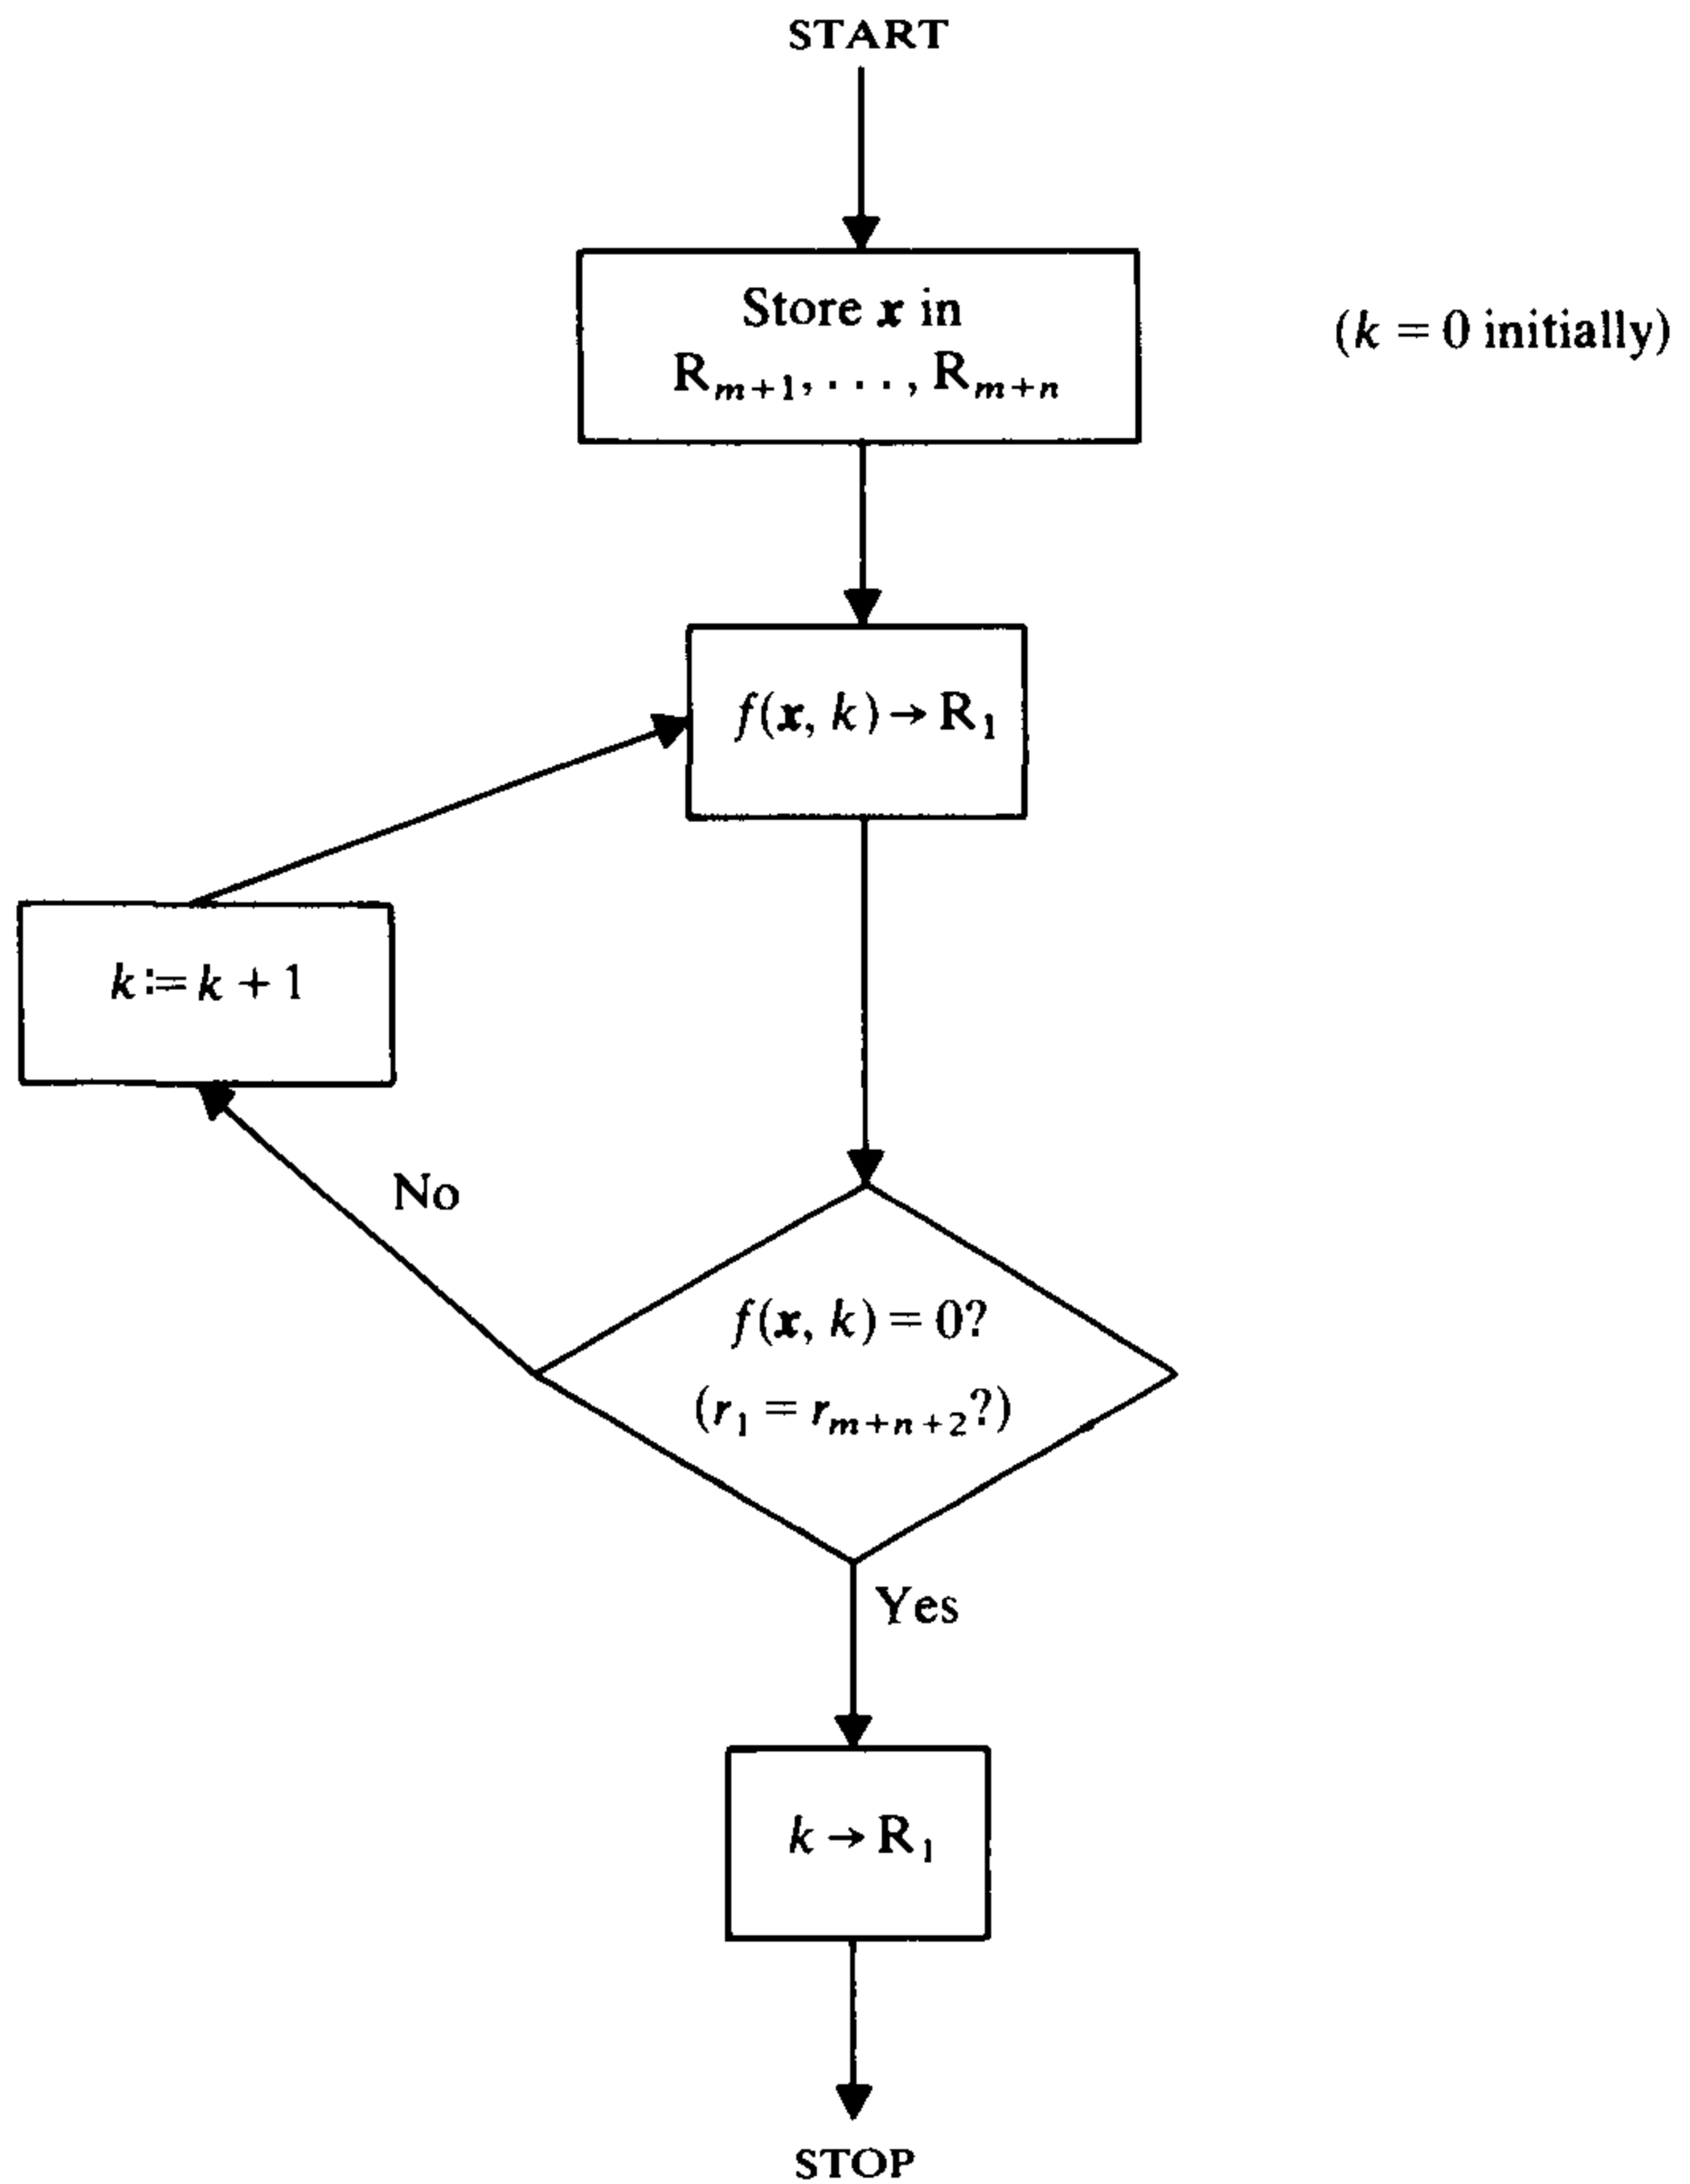 START
Store x in
R_{m+1}, . . . , R_{m+n}
(k = 0 initially)
f(x, k) → R_1
k := k + 1
No
f(x, k) = 0?
(r_1 = r_{m+n+2}?)
Yes
k → R_1
STOP